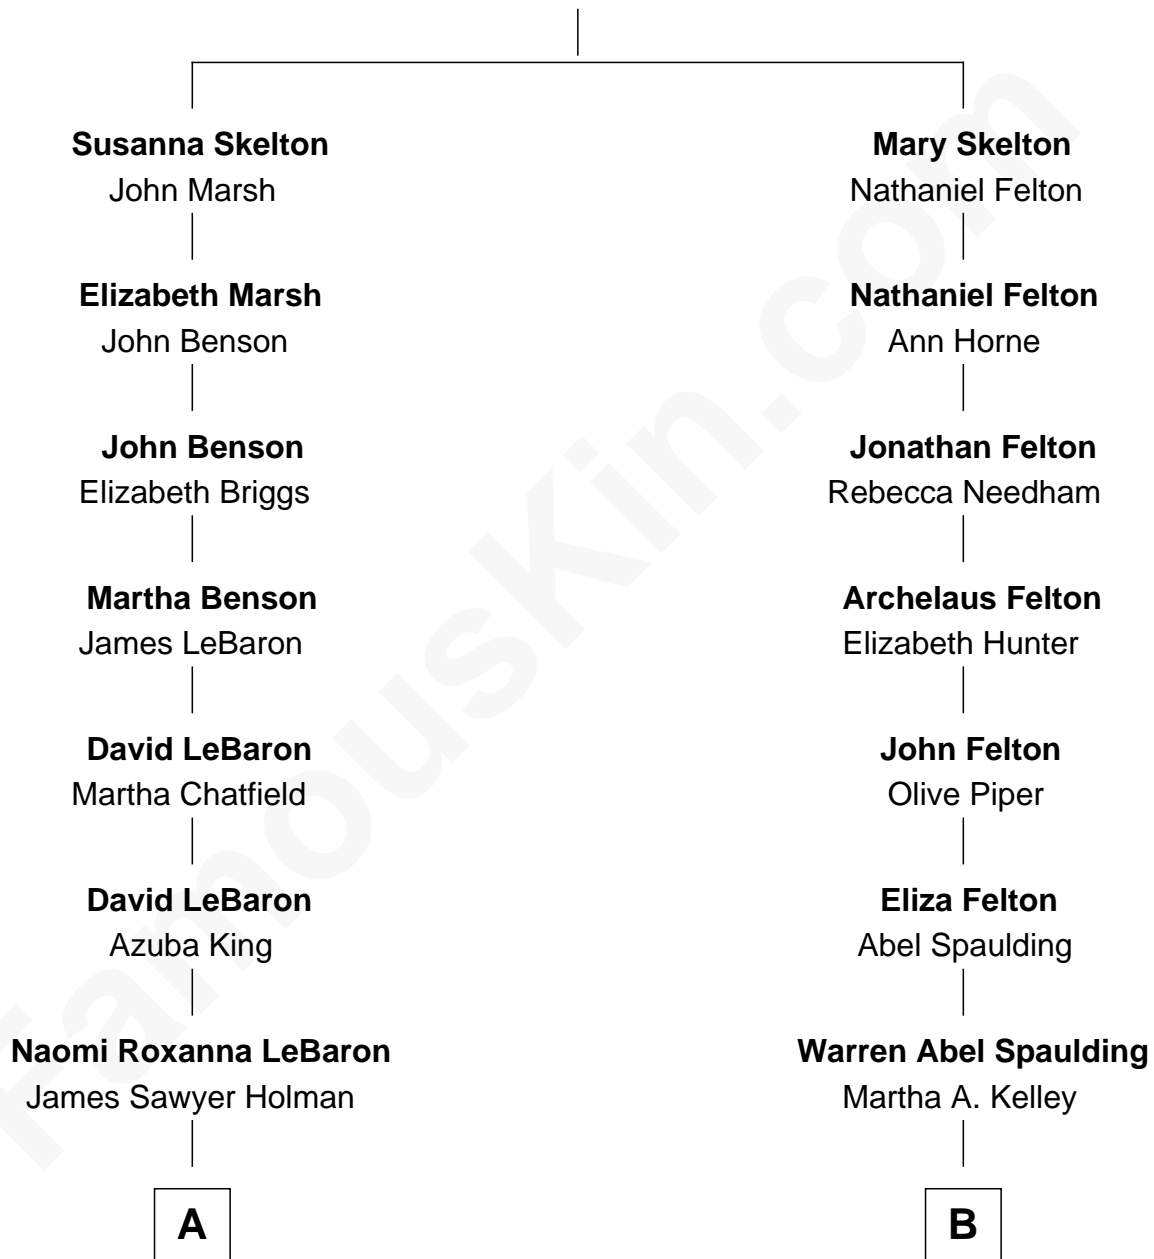 Susanna Skelton
John Marsh
Elizabeth Marsh
John Benson
John Benson
Elizabeth Briggs
Martha Benson
James LeBaron
David LeBaron
Martha Chatfield
David LeBaron
Azuba King
Naomi Roxanna LeBaron
James Sawyer Holman
A
Mary Skelton
Nathaniel Felton
Nathaniel Felton
Ann Horne
Jonathan Felton
Rebecca Needham
Archelaus Felton
Elizabeth Hunter
John Felton
Olive Piper
Eliza Felton
Abel Spaulding
Warren Abel Spaulding
Martha A. Kelley
B
FamousKin.com